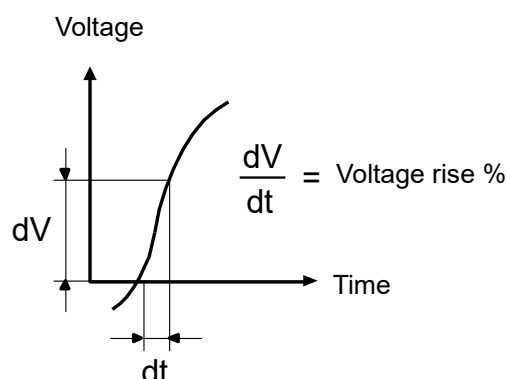 Voltage
dV
dt
= Voltage rise %
dV
Time
dt